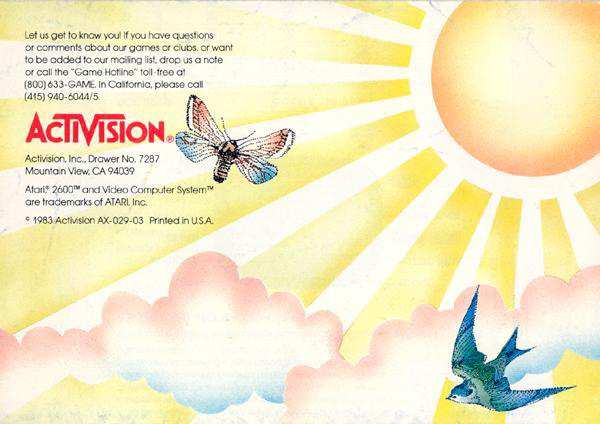 Let us get to know you! If you have questions
or comments about our games or clubs, or want
to be added to our mailing list, drop us a note
or call the "Game Hotline" toll-free at
(800) 633-GAME. In California, please call
(415) 940-6044/5.
ACTIVISION®
Activision, Inc., Drawer No. 7287
Mountain View, CA 94039
Atari® 2600™ and Video Computer System™
are trademarks of ATARI, Inc.
© 1983 Activision AX-029-03 Printed in U.S.A.